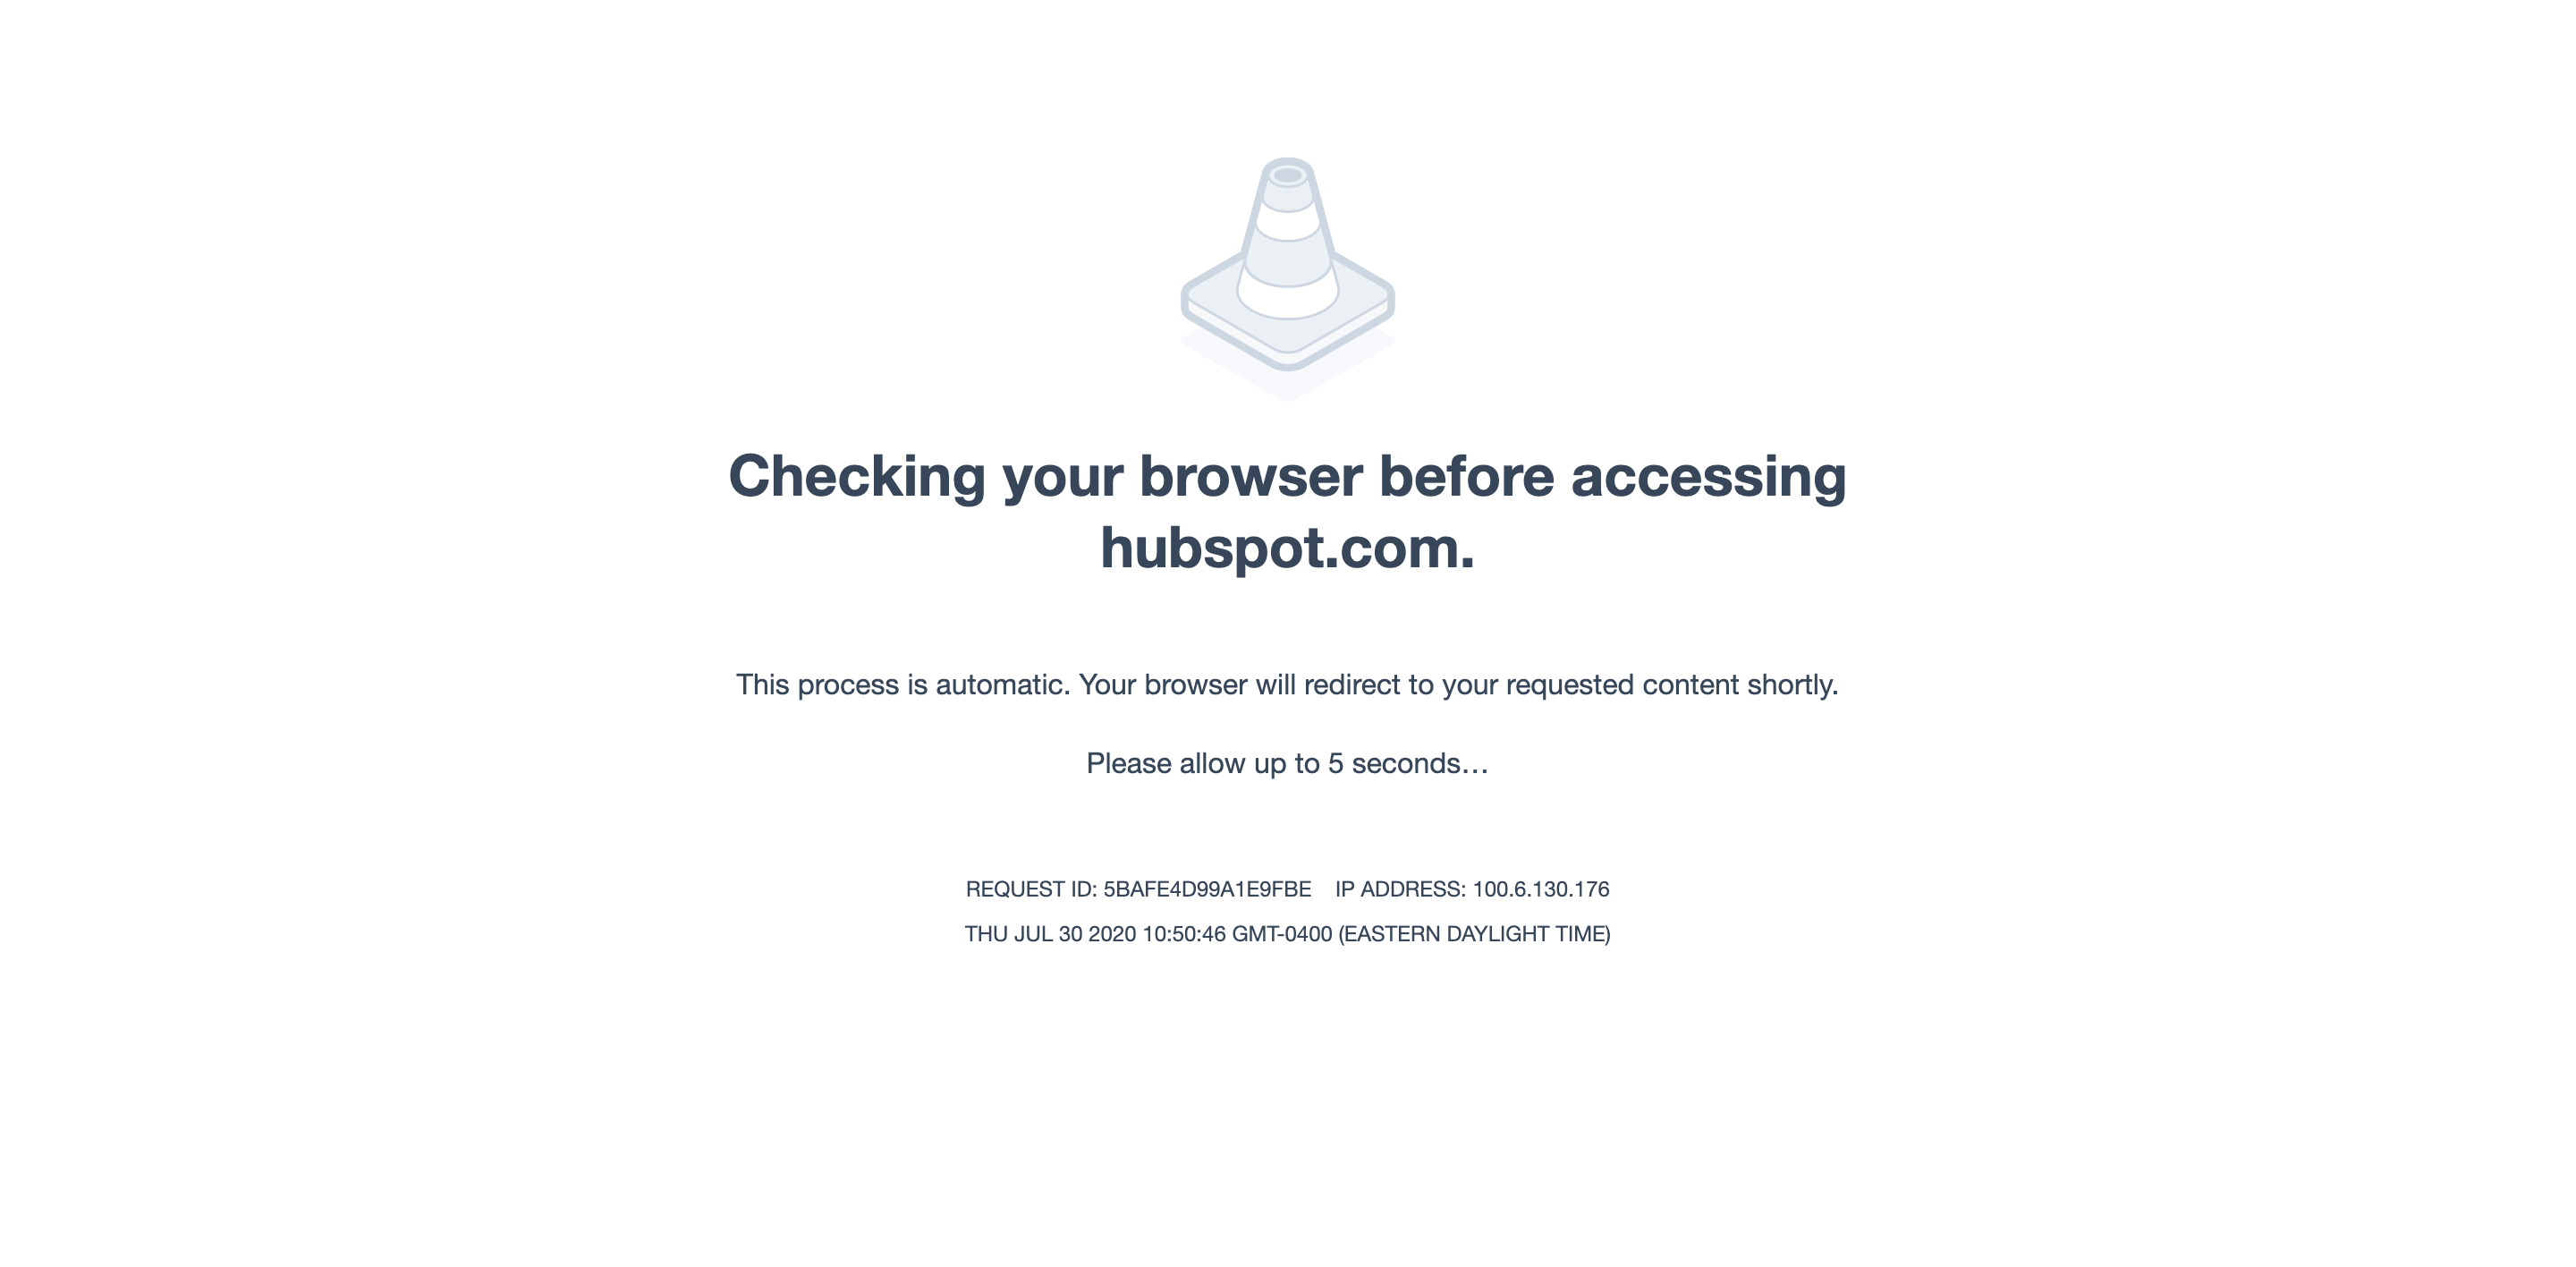 Checking your browser before accessing
hubspot.com.
This process is automatic. Your browser will redirect to your requested content shortly.
Please allow up to 5 seconds…
REQUEST ID: 5BAFE4D99A1E9FBE IP ADDRESS: 100.6.130.176
THU JUL 30 2020 10:50:46 GMT-0400 (EASTERN DAYLIGHT TIME)